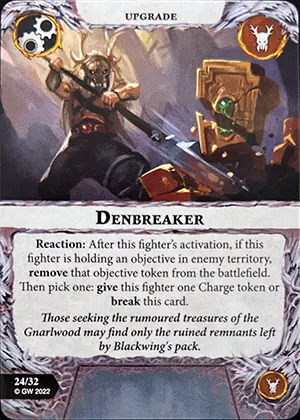 UPGRADE
DENBREAKER
Reaction: After this fighter's activation, if this
fighter is holding an objective in enemy territory,
remove that objective token from the battlefield.
Then pick one: give this fighter one Charge token or
break this card.
Those seeking the rumoured treasures of the
Gnarlwood may find only the ruined remnants left
by Blackwing's pack.
24/32
© GW 2022